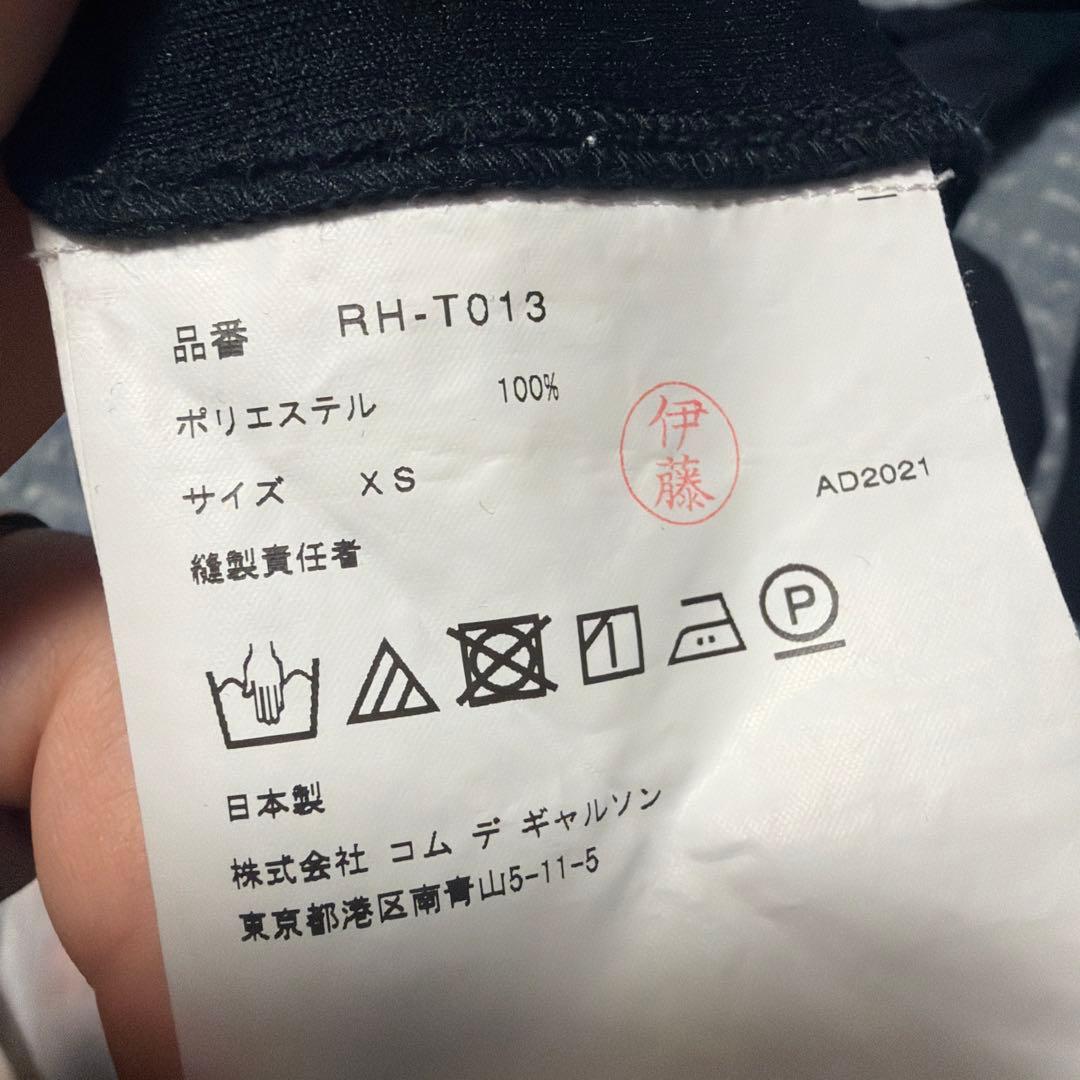 品番 RH-T013
ポリエステル 100%
サイズ XS
伊藤
AD2021
縫製責任者
P
日本製
株式会社 コム デ ギャルソン
東京都港区南青山5-11-5